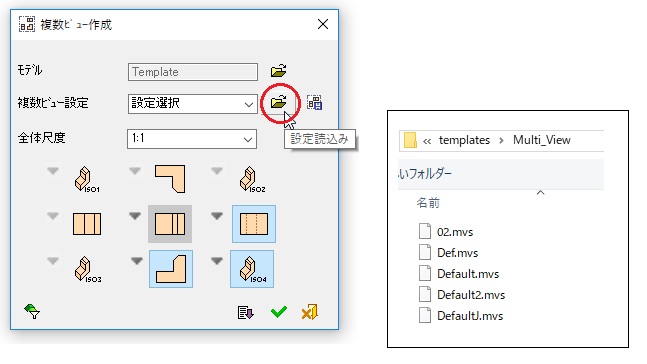 複数ﾋﾞｭｰ作成
ﾓﾃﾞﾙ
Template
複数ﾋﾞｭｰ設定
設定選択
設定読込み
全体尺度
1:1
ISO1
ISO2
ISO3
ISO4
« templates > Multi_View
いフォルダー
名前
02.mvs
Def.mvs
Default.mvs
Default2.mvs
DefaultJ.mvs